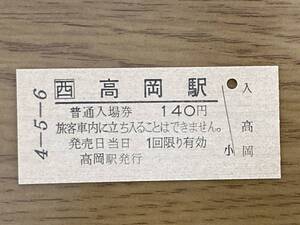 4-5-6
西 高岡駅
普通入場券 140円
旅客車内に立ち入ることはできません。
発売日当日 1回限り有効
高岡駅発行
入
高
小 岡